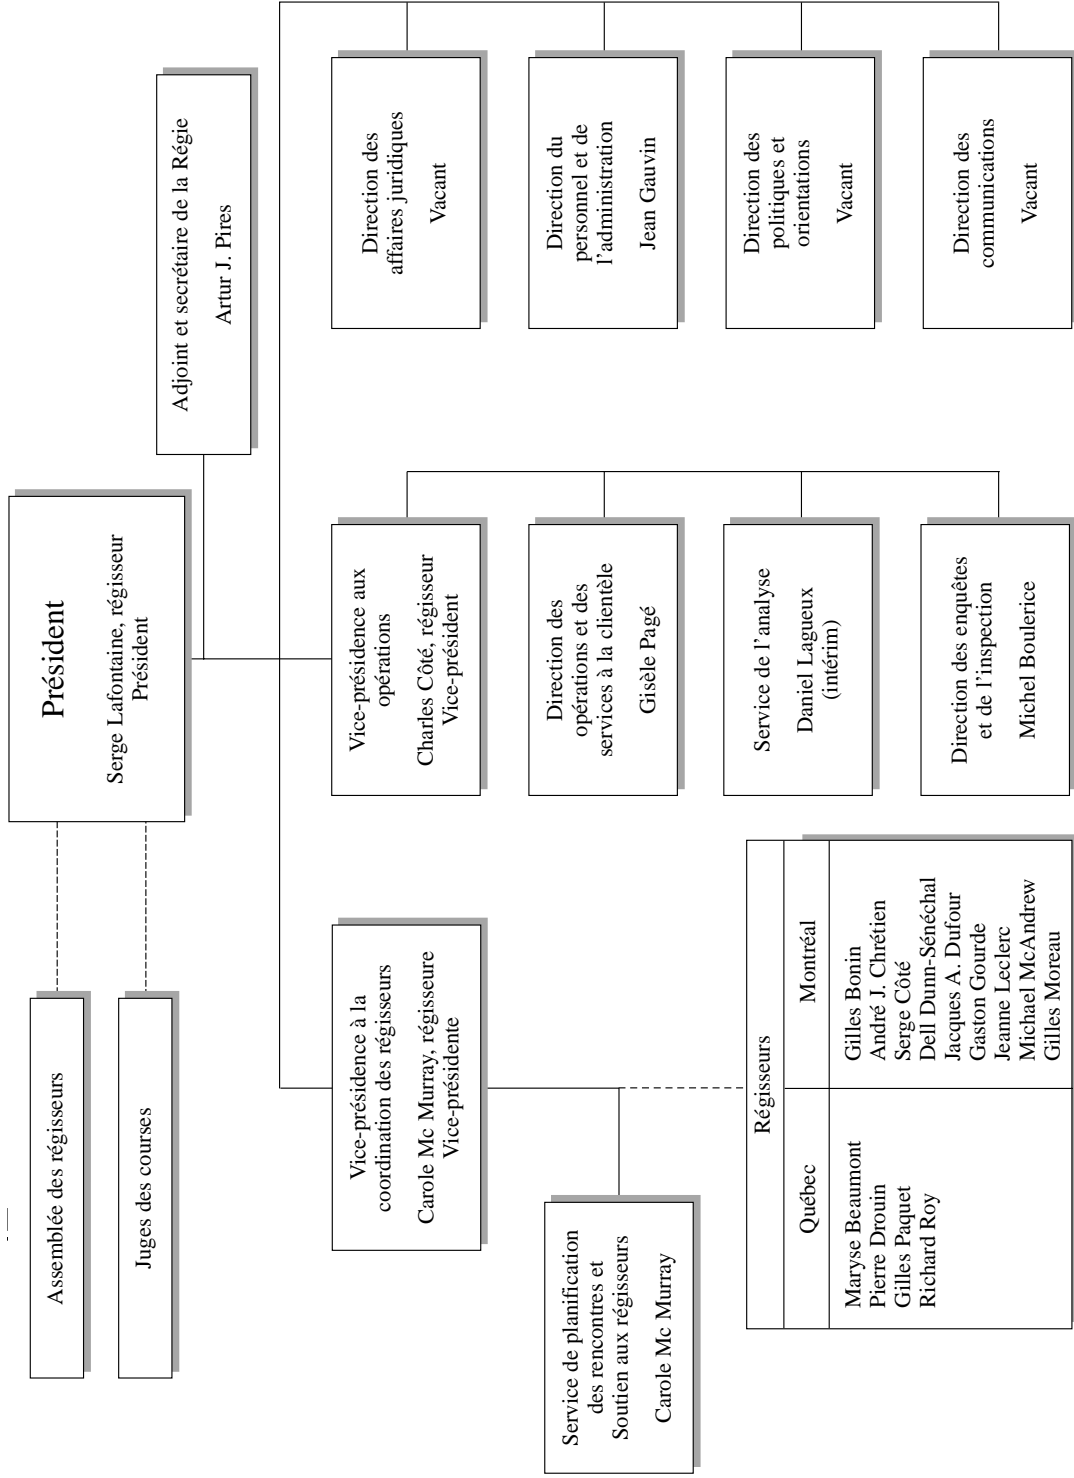 Président
Serge Lafontaine, régisseur
Président
Assemblée des régisseurs
Juges des courses
Adjoint et secrétaire de la Régie
Artur J. Pires
Vice-présidence à la
coordination des régisseurs
Carole Mc Murray, régisseure
Vice-présidente
Vice-présidence aux
opérations
Charles Côté, régisseur
Vice-président
Direction des
affaires juridiques
Vacant
Service de planification
des rencontres et
Soutien aux régisseurs
Carole Mc Murray
Direction des
opérations et des
services à la clientèle
Gisèle Pagé
Direction du
personnel et de
l'administration
Jean Gauvin
Régisseurs
Québec
Maryse Beaumont
Pierre Drouin
Gilles Paquet
Richard Roy
Montréal
Gilles Bonin
André J. Chrétien
Serge Côté
Dell Dunn-Sénéchal
Jacques A. Dufour
Gaston Gourde
Jeanne Leclerc
Michael McAndrew
Gilles Moreau
Service de l'analyse
Daniel Lagueux
(intérim)
Direction des
politiques et
orientations
Vacant
Direction des enquêtes
et de l'inspection
Michel Boulerice
Direction des
communications
Vacant